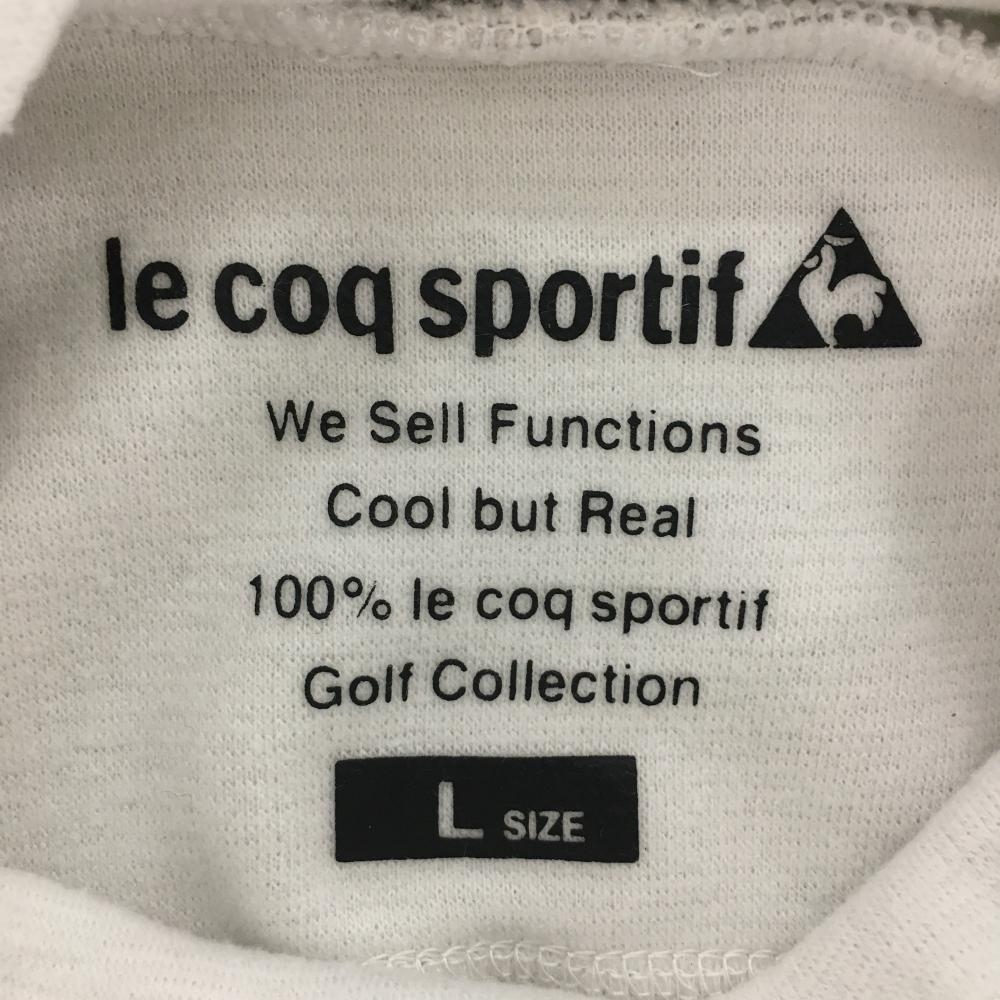 le coq sportif
We Sell Functions
Cool but Real
100% le coq sportif
Golf Collection
L SIZE